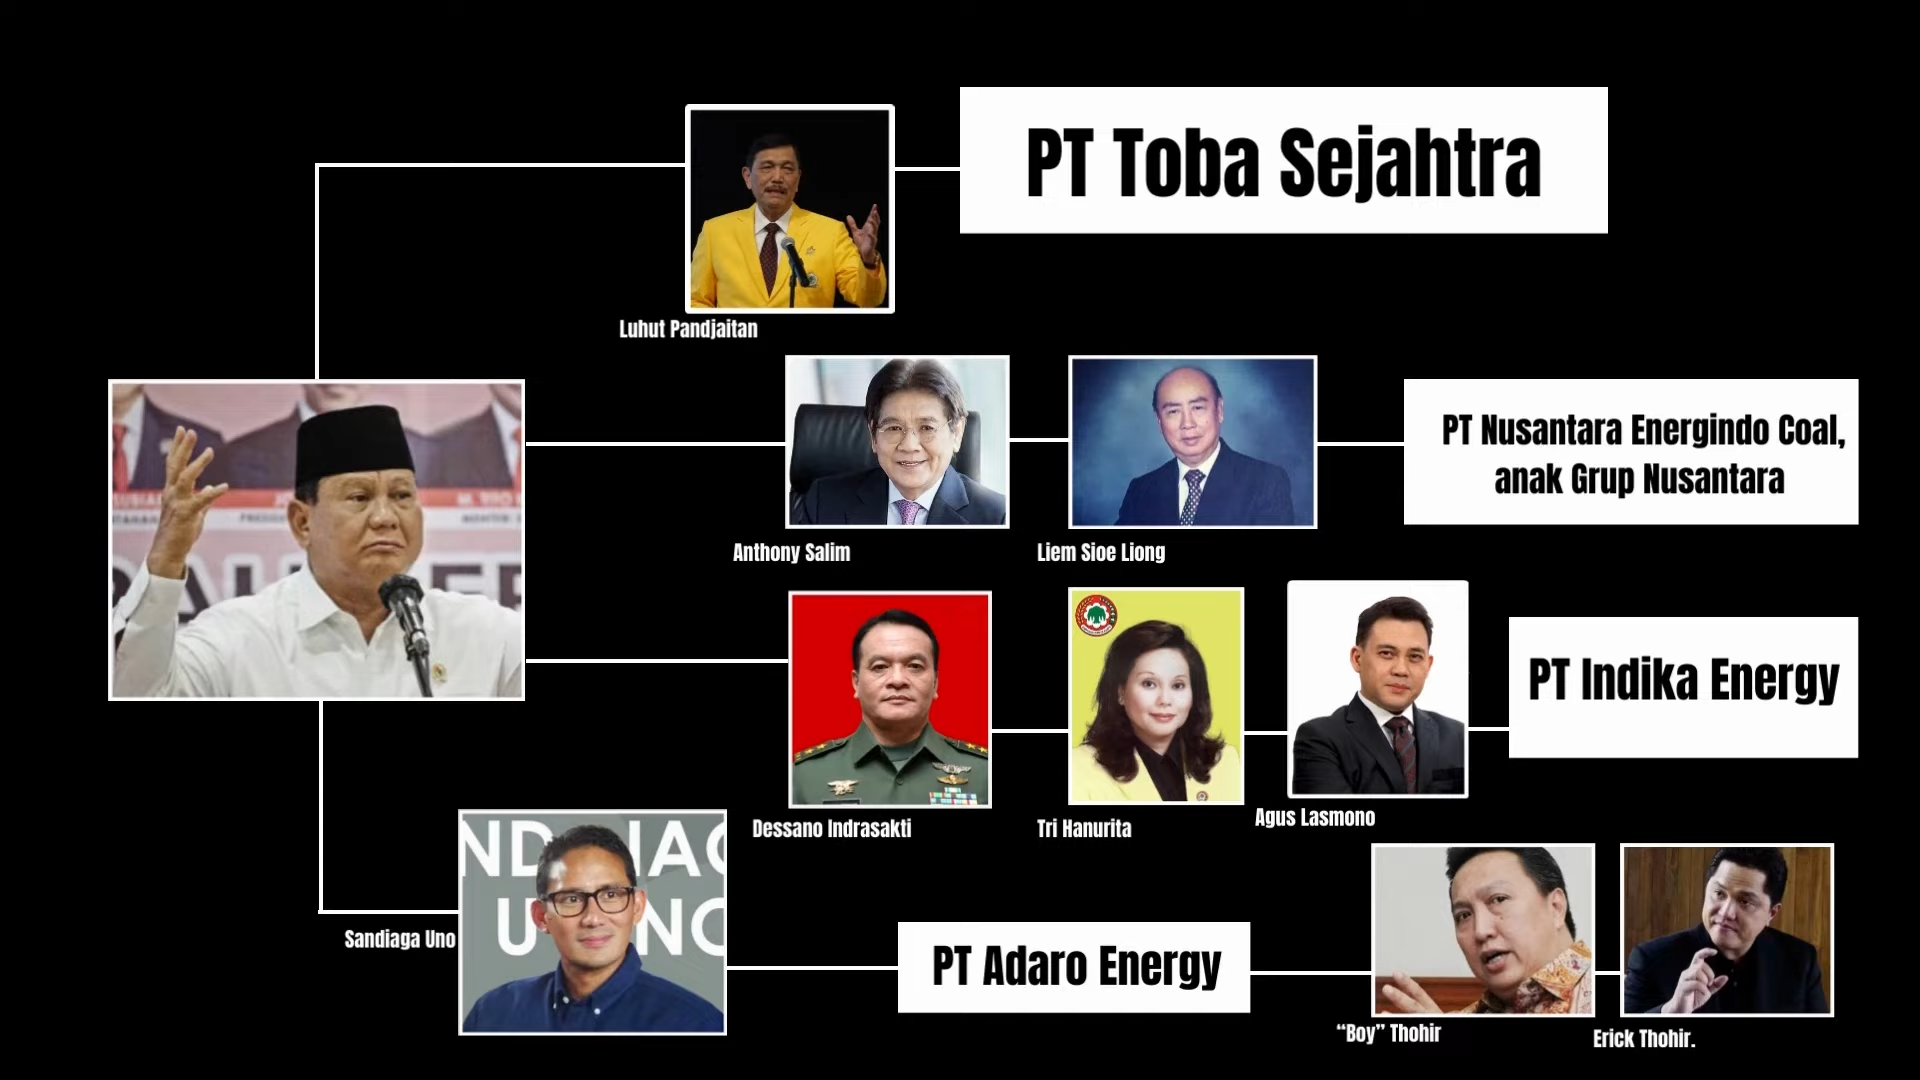 PT Toba Sejahtra
Luhut Pandjaitan
PT Nusantara Energindo Coal,
anak Grup Nusantara
Anthony Salim
Liem Sioe Liong
PT Indika Energy
Dessano Indrasakti
Tri Hanurita
Agus Lasmono
Sandiaga Uno
PT Adaro Energy
“Boy” Thohir
Erick Thohir.